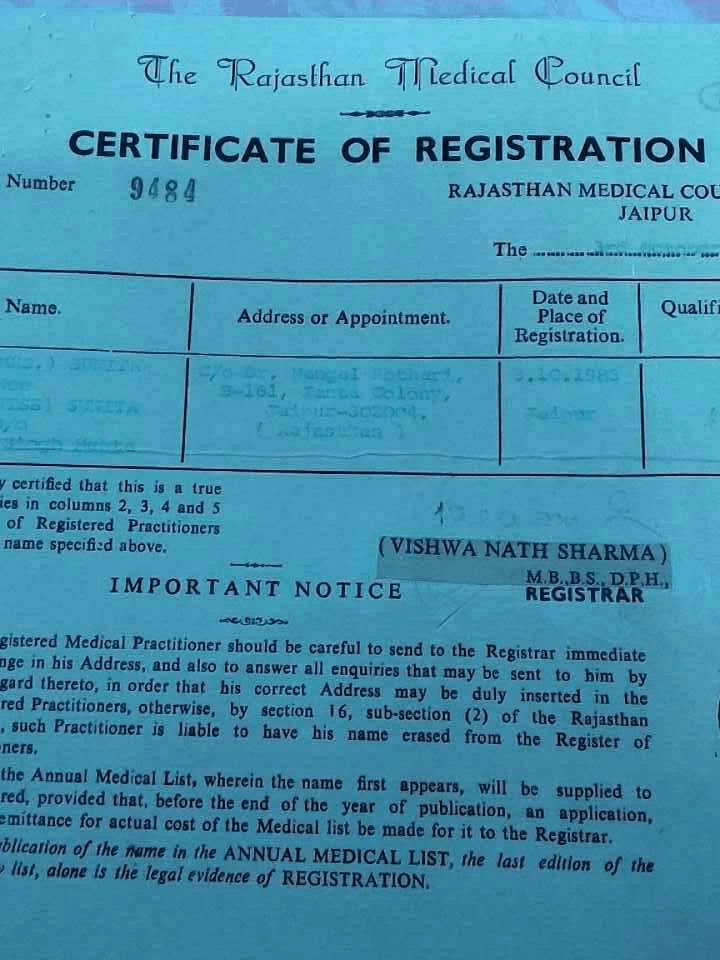 The Rajasthan Medical Council
CERTIFICATE OF REGISTRATION
Number 9484
RAJASTHAN MEDICAL COU
JAIPUR
The
Name.
Address or Appointment.
Date and
Place of
Registration.
Qualifi
C/o Dr. Mangal
B-161, Colony,
Jaipur-302004.
( Rajasthan )
3.10.1983
Jaipur
y certified that this is a true
ies in columns 2, 3, 4 and 5
of Registered Practitioners
name specified above.
(VISHWA NATH SHARMA)
M.B.,B.S., D.P.H.,
REGISTRAR
IMPORTANT NOTICE
gistered Medical Practitioner should be careful to send to the Registrar immediate
nge in his Address, and also to answer all enquiries that may be sent to him by
gard thereto, in order that his correct Address may be duly inserted in the
red Practitioners, otherwise, by section 16, sub-section (2) of the Rajasthan
, such Practitioner is liable to have his name erased from the Register of
oners.
the Annual Medical List, wherein the name first appears, will be supplied to
red, provided that, before the end of the year of publication, an application,
emittance for actual cost of the Medical list be made for it to the Registrar.
ublication of the name in the ANNUAL MEDICAL LIST, the last edition of the
y list, alone is the legal evidence of REGISTRATION.